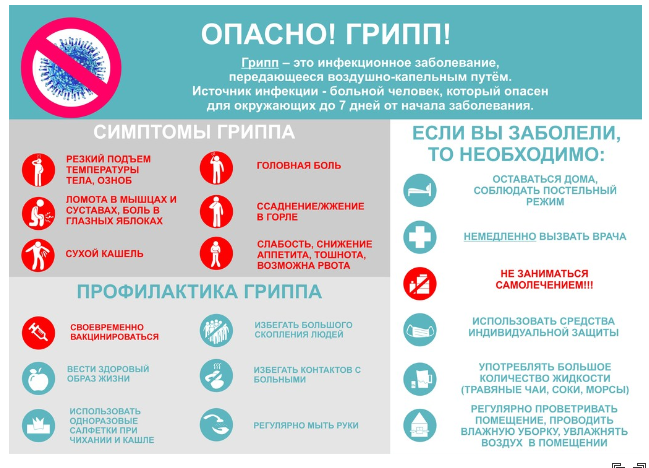 ОПАСНО! ГРИПП!
Грипп – это инфекционное заболевание,
передающееся воздушно-капельным путём.
Источник инфекции - больной человек, который опасен
для окружающих до 7 дней от начала заболевания.
СИМПТОМЫ ГРИППА
РЕЗКИЙ ПОДЪЕМ
ТЕМПЕРАТУРЫ
ТЕЛА, ОЗНОБ
ГОЛОВНАЯ БОЛЬ
ЛОМОТА В МЫШЦАХ И
СУСТАВАХ, БОЛЬ В
ГЛАЗНЫХ ЯБЛОКАХ
ССАДНЕНИЕ/ЖЖЕНИЕ
В ГОРЛЕ
СУХОЙ КАШЕЛЬ
СЛАБОСТЬ, СНИЖЕНИЕ
АППЕТИТА, ТОШНОТА,
ВОЗМОЖНА РВОТА
ПРОФИЛАКТИКА ГРИППА
СВОЕВРЕМЕННО
ВАКЦИНИРОВАТЬСЯ
ИЗБЕГАТЬ БОЛЬШОГО
СКОПЛЕНИЯ ЛЮДЕЙ
ВЕСТИ ЗДОРОВЫЙ
ОБРАЗ ЖИЗНИ
ИЗБЕГАТЬ КОНТАКТОВ С
БОЛЬНЫМИ
ИСПОЛЬЗОВАТЬ
ОДНОРАЗОВЫЕ
САЛФЕТКИ ПРИ
ЧИХАНИИ И КАШЛЕ
РЕГУЛЯРНО МЫТЬ РУКИ
ЕСЛИ ВЫ ЗАБОЛЕЛИ,
ТО НЕОБХОДИМО:
ОСТАВАТЬСЯ ДОМА,
СОБЛЮДАТЬ ПОСТЕЛЬНЫЙ
РЕЖИМ
НЕМЕДЛЕННО ВЫЗВАТЬ ВРАЧА
НЕ ЗАНИМАТЬСЯ
САМОЛЕЧЕНИЕМ!!!
ИСПОЛЬЗОВАТЬ СРЕДСТВА
ИНДИВИДУАЛЬНОЙ ЗАЩИТЫ
УПОТРЕБЛЯТЬ БОЛЬШОЕ
КОЛИЧЕСТВО ЖИДКОСТИ
(ТРАВЯНЫЕ ЧАИ, СОКИ, МОРСЫ)
РЕГУЛЯРНО ПРОВЕТРИВАТЬ
ПОМЕЩЕНИЕ, ПРОВОДИТЬ
ВЛАЖНУЮ УБОРКУ, УВЛАЖНЯТЬ
ВОЗДУХ В ПОМЕЩЕНИИ